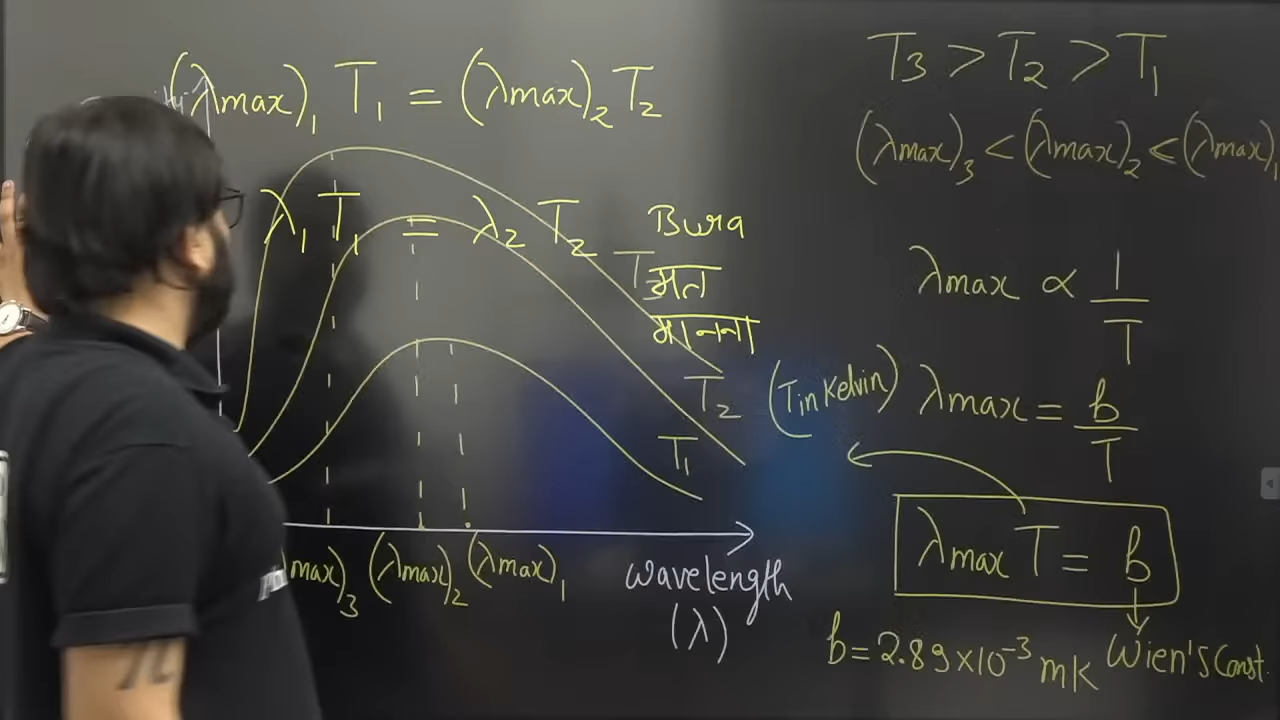 (λmax)₁ T₁ = (λmax)₂ T₂
λ₁ T₁ = λ₂ T₂
Bura
मत
मानना
T₃
T₂
T₁
max)₃ (λmax)₂ (λmax)₁
wavelength
(λ)
T₃ > T₂ > T₁
(λmax)₃ < (λmax)₂ < (λmax)₁
λmax ∝ 1/T
(T in Kelvin) λmax = b/T
λmax T = b
b = 2.89×10⁻³ mK Wien's Const.